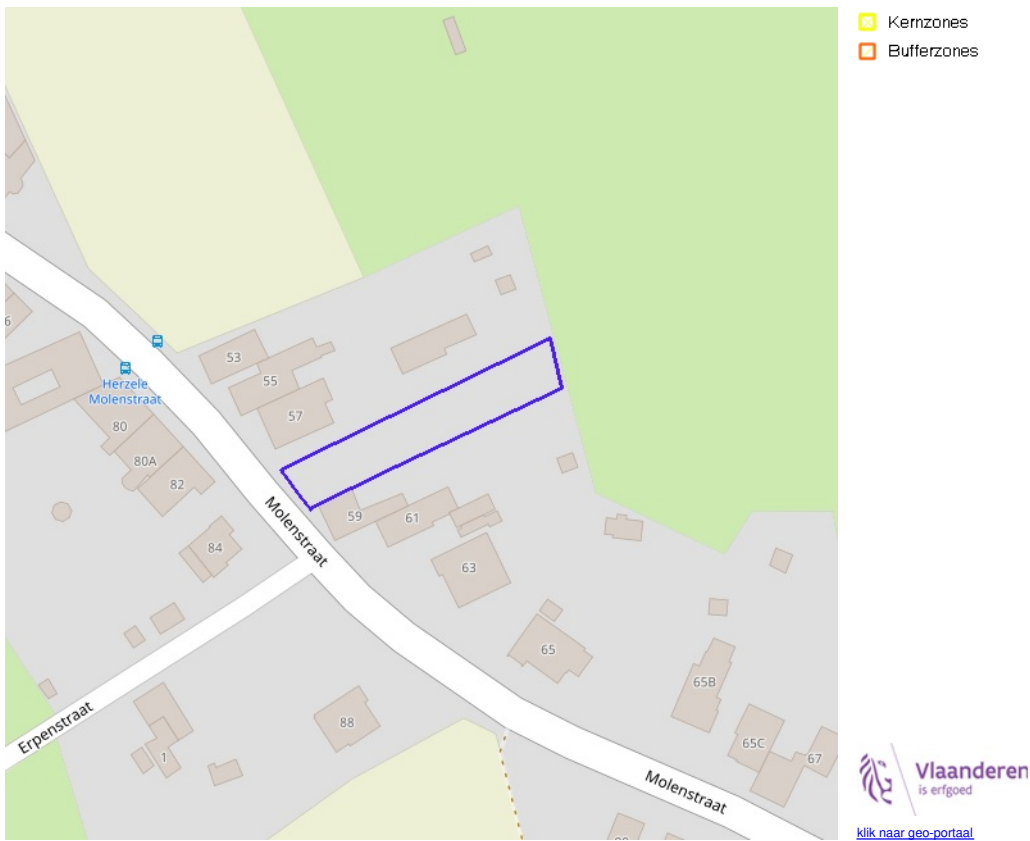 Kernzones
Bufferzones
53
55
57
6
Herzele
Molenstraat
80
80A
82
84
Molenstraat
59
61
63
65
65B
65C
67
88
1
Erpenstraat
Molenstraat
Vlaanderen
is erfgoed
klik naar geo-portaal